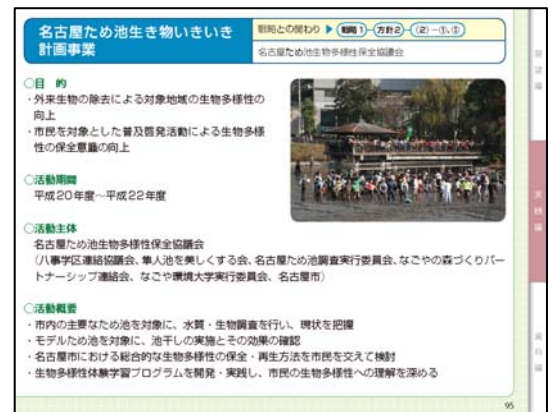 名古屋ため池生き物いきいき
計画事業
戦略との関わり ▶ 戦略1 方針2 (2)-①,③
名古屋ため池生物多様性保全協議会
○目 的
・外来生物の除去による対象地域の生物多様性の
向上
・市民を対象とした普及啓発活動による生物多様
性の保全意識の向上
○活動期間
平成20年度~平成22年度
○活動主体
名古屋ため池生物多様性保全協議会
(八事学区連絡協議会、隼人池を美しくする会、名古屋ため池調査実行委員会、なごやの森づくりパー
トナーシップ連絡会、なごや環境大学実行委員会、名古屋市)
○活動概要
・市内の主要なため池を対象に、水質・生物調査を行い、現状を把握
・モデルため池を対象に、池干しの実施とその効果の確認
・名古屋市における総合的な生物多様性の保全・再生方法を市民を交えて検討
・生物多様性体験学習プログラムを開発・実践し、市民の生物多様性への理解を深める
実践編
資料編
95